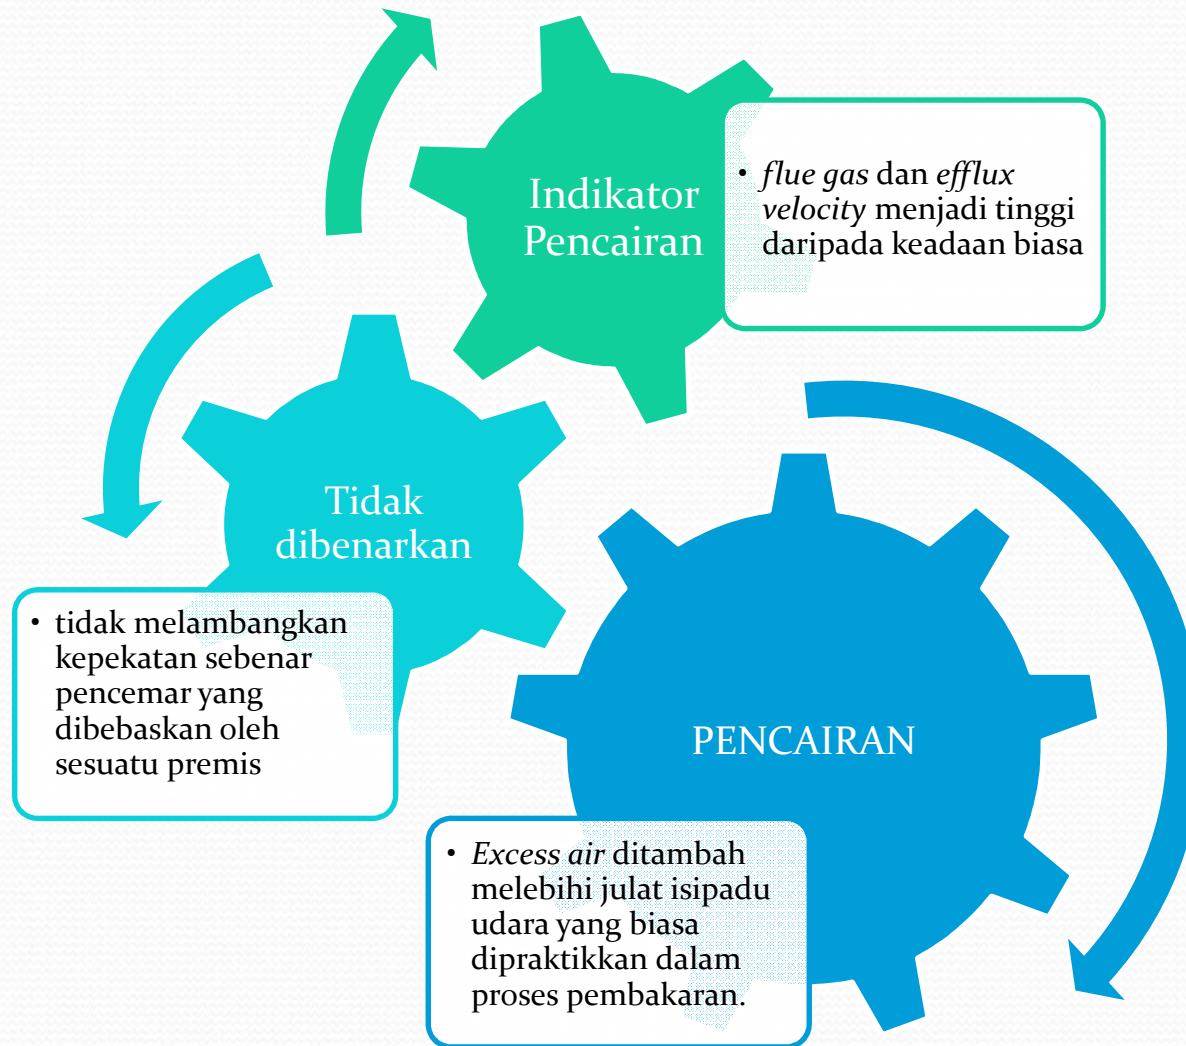 Indikator
Pencairan
• flue gas dan efflux
velocity menjadi tinggi
daripada keadaan biasa
Tidak
dibenarkan
• tidak melambangkan
kepekatan sebenar
pencemar yang
dibebaskan oleh
sesuatu premis
PENCAIRAN
• Excess air ditambah
melebihi julat isipadu
udara yang biasa
dipraktikkan dalam
proses pembakaran.